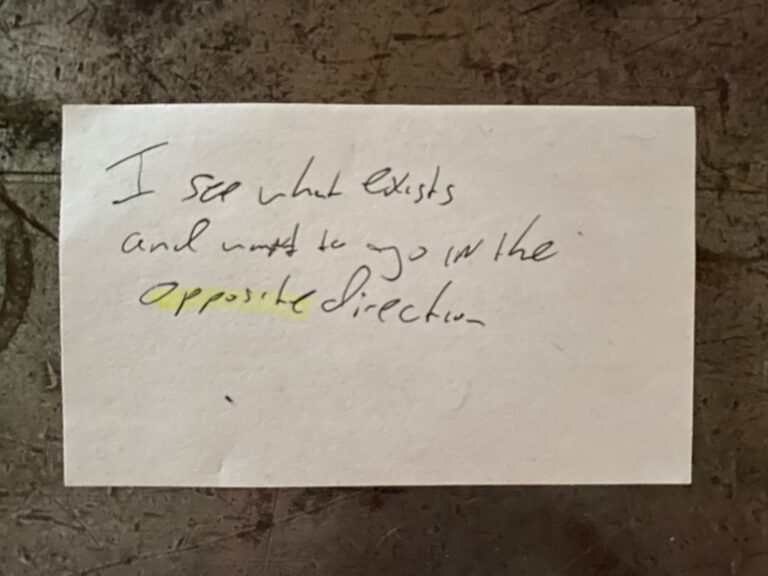 I see what exists
and want to go in the
opposite direction